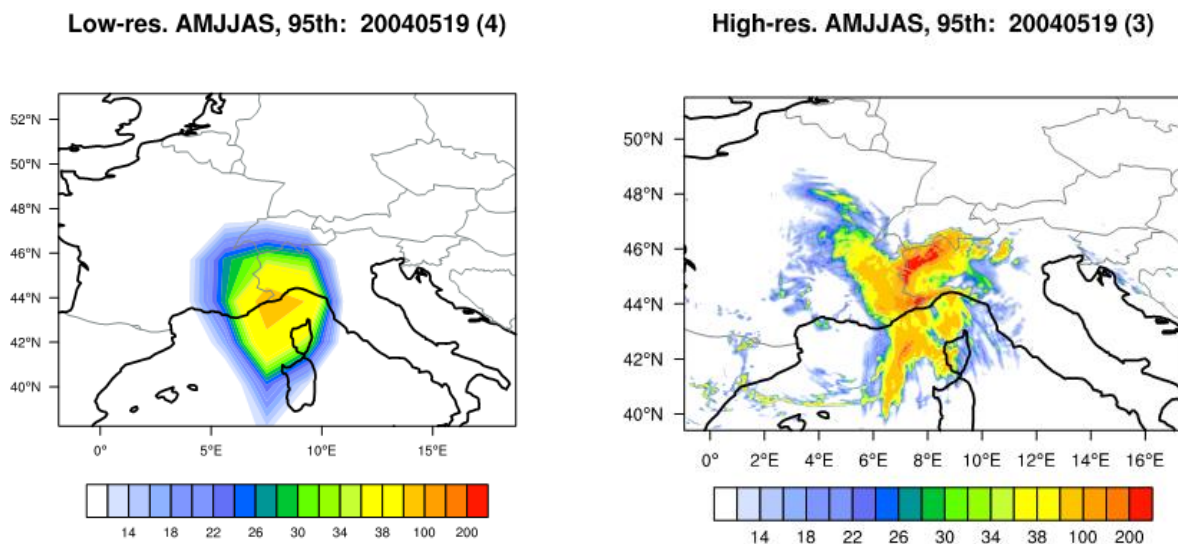 Low-res. AMJJAS, 95th: 20040519 (4)
52°N
50°N
48°N
46°N
44°N
42°N
40°N
0° 5°E 10°E 15°E
14 18 22 26 30 34 38 100 200
High-res. AMJJAS, 95th: 20040519 (3)
50°N
48°N
46°N
44°N
42°N
40°N
0° 2°E 4°E 6°E 8°E 10°E 12°E 14°E 16°E
14 18 22 26 30 34 38 100 200